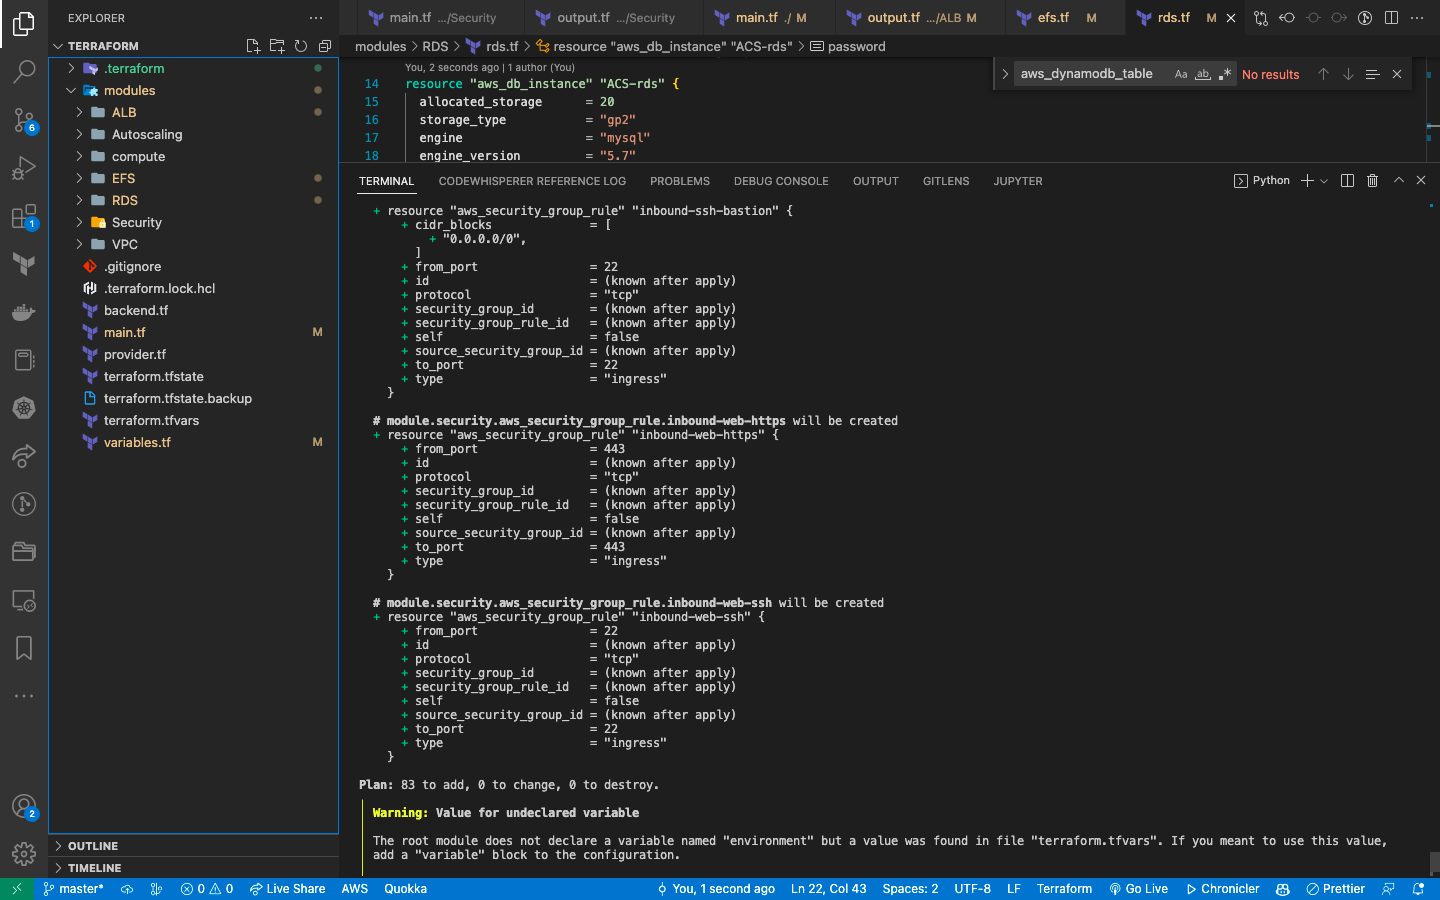 EXPLORER
TERRAFORM
.terraform
modules
ALB
Autoscaling
compute
EFS
RDS
Security
VPC
.gitignore
.terraform.lock.hcl
backend.tf
main.tf M
provider.tf
terraform.tfstate
terraform.tfstate.backup
terraform.tfvars
variables.tf M
OUTLINE
TIMELINE
6
1
2
main.tf .../Security
output.tf .../Security
main.tf ./ M
output.tf .../ALB M
efs.tf M
rds.tf M
modules > RDS > rds.tf > resource "aws_db_instance" "ACS-rds" > password
You, 2 seconds ago | 1 author (You)
14 resource "aws_db_instance" "ACS-rds" {
15 allocated_storage = 20
16 storage_type = "gp2"
17 engine = "mysql"
18 engine_version = "5.7"
aws_dynamodb_table Aa ab .* No results
TERMINAL CODEWHISPERER REFERENCE LOG PROBLEMS DEBUG CONSOLE OUTPUT GITLENS JUPYTER Python
+ resource "aws_security_group_rule" "inbound-ssh-bastion" {
+ cidr_blocks = [
+ "0.0.0.0/0",
]
+ from_port = 22
+ id = (known after apply)
+ protocol = "tcp"
+ security_group_id = (known after apply)
+ security_group_rule_id = (known after apply)
+ self = false
+ source_security_group_id = (known after apply)
+ to_port = 22
+ type = "ingress"
}
# module.security.aws_security_group_rule.inbound-web-https will be created
+ resource "aws_security_group_rule" "inbound-web-https" {
+ from_port = 443
+ id = (known after apply)
+ protocol = "tcp"
+ security_group_id = (known after apply)
+ security_group_rule_id = (known after apply)
+ self = false
+ source_security_group_id = (known after apply)
+ to_port = 443
+ type = "ingress"
}
# module.security.aws_security_group_rule.inbound-web-ssh will be created
+ resource "aws_security_group_rule" "inbound-web-ssh" {
+ from_port = 22
+ id = (known after apply)
+ protocol = "tcp"
+ security_group_id = (known after apply)
+ security_group_rule_id = (known after apply)
+ self = false
+ source_security_group_id = (known after apply)
+ to_port = 22
+ type = "ingress"
}
Plan: 83 to add, 0 to change, 0 to destroy.
Warning: Value for undeclared variable
The root module does not declare a variable named "environment" but a value was found in file "terraform.tfvars". If you meant to use this value,
add a "variable" block to the configuration.
master* 0 0 Live Share AWS Quokka You, 1 second ago Ln 22, Col 43 Spaces: 2 UTF-8 LF Terraform Go Live Chronicler Prettier